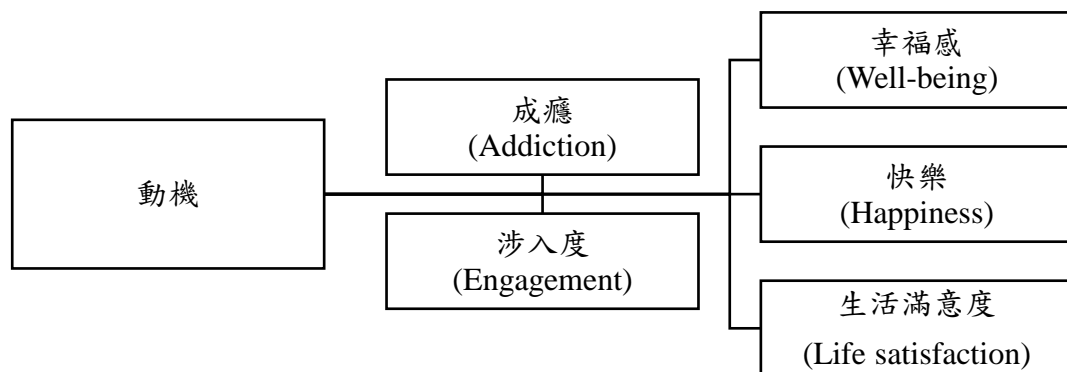 動機
成癮
(Addiction)
涉入度
(Engagement)
幸福感
(Well-being)
快樂
(Happiness)
生活滿意度
(Life satisfaction)